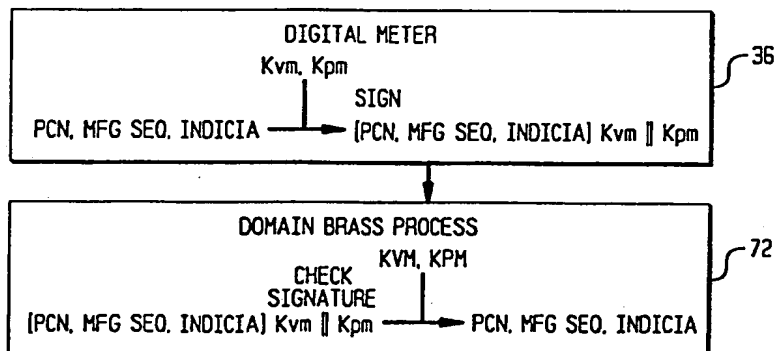 DIGITAL METER
Kvm, Kpm
SIGN
PCN, MFG SEQ, INDICIA
[PCN, MFG SEQ, INDICIA] Kvm || Kpm
36
DOMAIN BRASS PROCESS
KVM, KPM
CHECK
SIGNATURE
[PCN, MFG SEQ, INDICIA] Kvm || Kpm
PCN, MFG SEQ, INDICIA
72